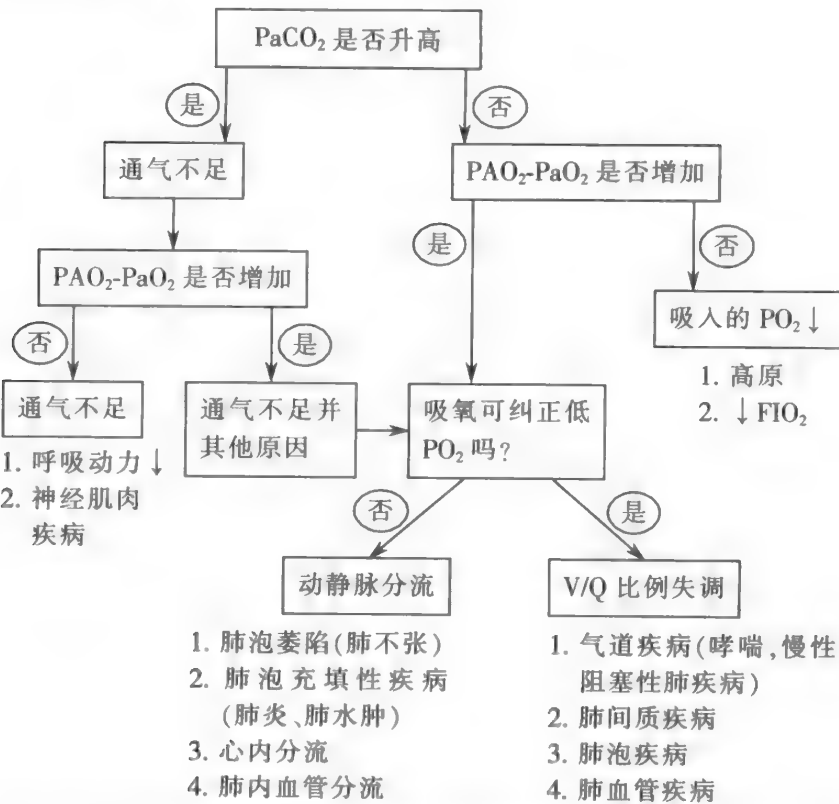 PaCO₂ 是否升高
是
否
通气不足
PAO₂-PaO₂ 是否增加
PAO₂-PaO₂ 是否增加
是
否
否
是
吸入的 PO₂↓
1. 高原
2. ↓FIO₂
通气不足
1. 呼吸动力↓
2. 神经肌肉
疾病
通气不足并
其他原因
吸氧可纠正低
PO₂ 吗?
否
是
动静脉分流
1. 肺泡萎陷(肺不张)
2. 肺泡充填性疾病
(肺炎、肺水肿)
3. 心内分流
4. 肺内血管分流
V/Q 比例失调
1. 气道疾病(哮喘,慢性
阻塞性肺疾病)
2. 肺间质疾病
3. 肺泡疾病
4. 肺血管疾病